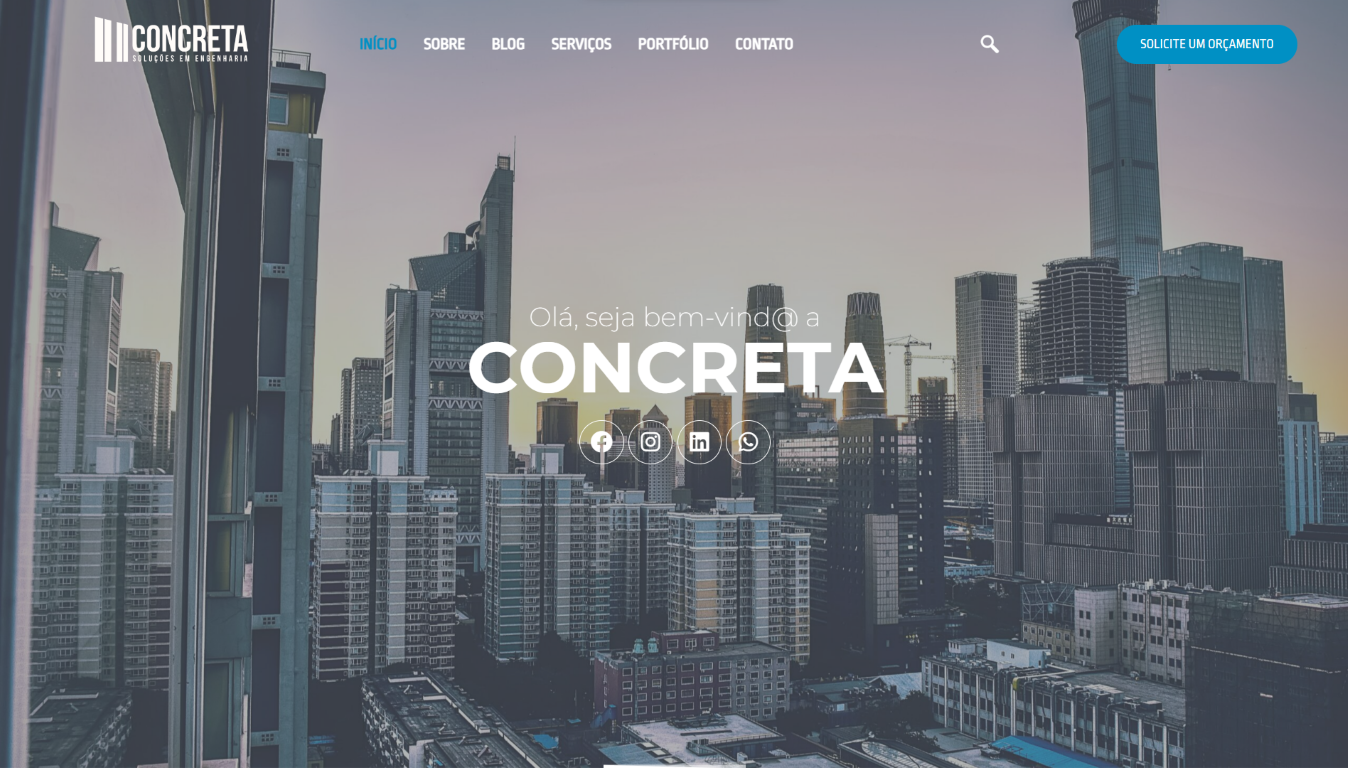 CONCRETA
SOLUÇÕES EM ENGENHARIA
INÍCIO
SOBRE
BLOG
SERVIÇOS
PORTFÓLIO
CONTATO
SOLICITE UM ORÇAMENTO
Olá, seja bem-vind@ a
CONCRETA